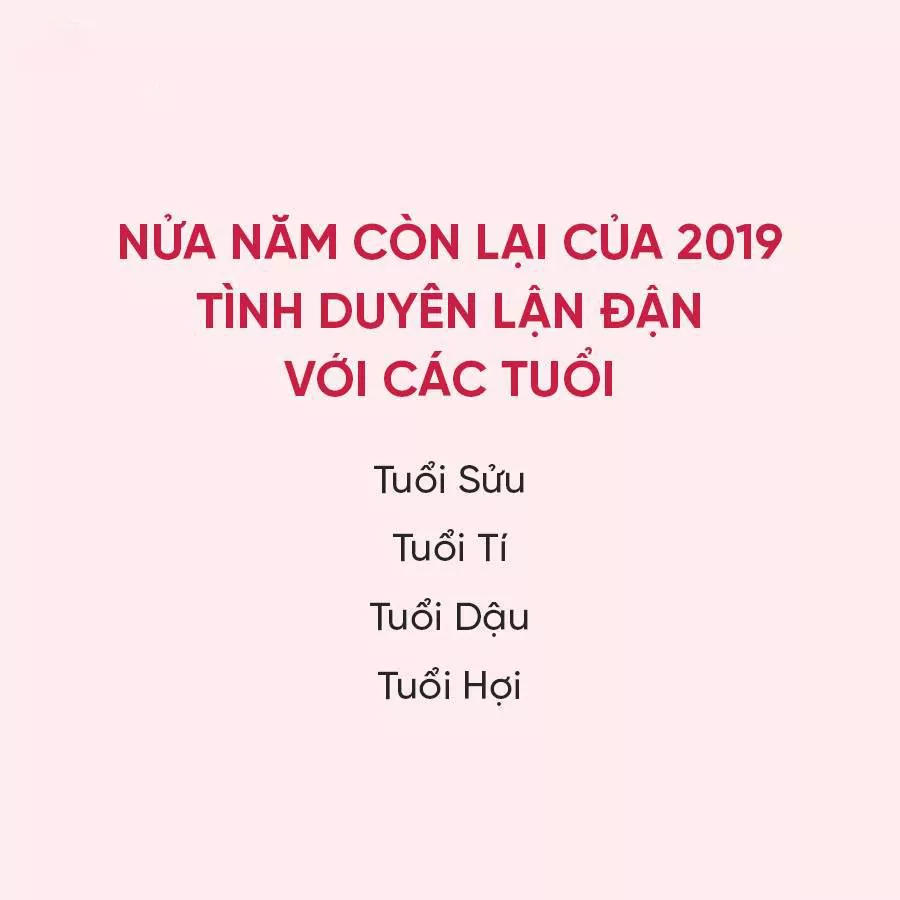 NỬA NĂM CÒN LẠI CỦA 2019
TÌNH DUYÊN LẬN ĐẬN
VỚI CÁC TUỔI
Tuổi Sửu
Tuổi Tí
Tuổi Dậu
Tuổi Hợi